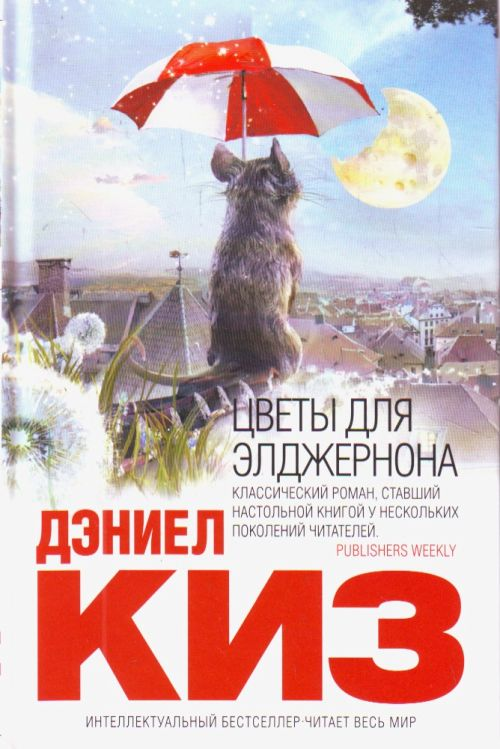 ЦВЕТЫ ДЛЯ
ЭЛДЖЕРНОНА
КЛАССИЧЕСКИЙ РОМАН, СТАВШИЙ
НАСТОЛЬНОЙ КНИГОЙ У НЕСКОЛЬКИХ
ПОКОЛЕНИЙ ЧИТАТЕЛЕЙ.
PUBLISHERS WEEKLY
ДЭНИЕЛ
КИЗ
ИНТЕЛЛЕКТУАЛЬНЫЙ БЕСТСЕЛЛЕР·ЧИТАЕТ ВЕСЬ МИР